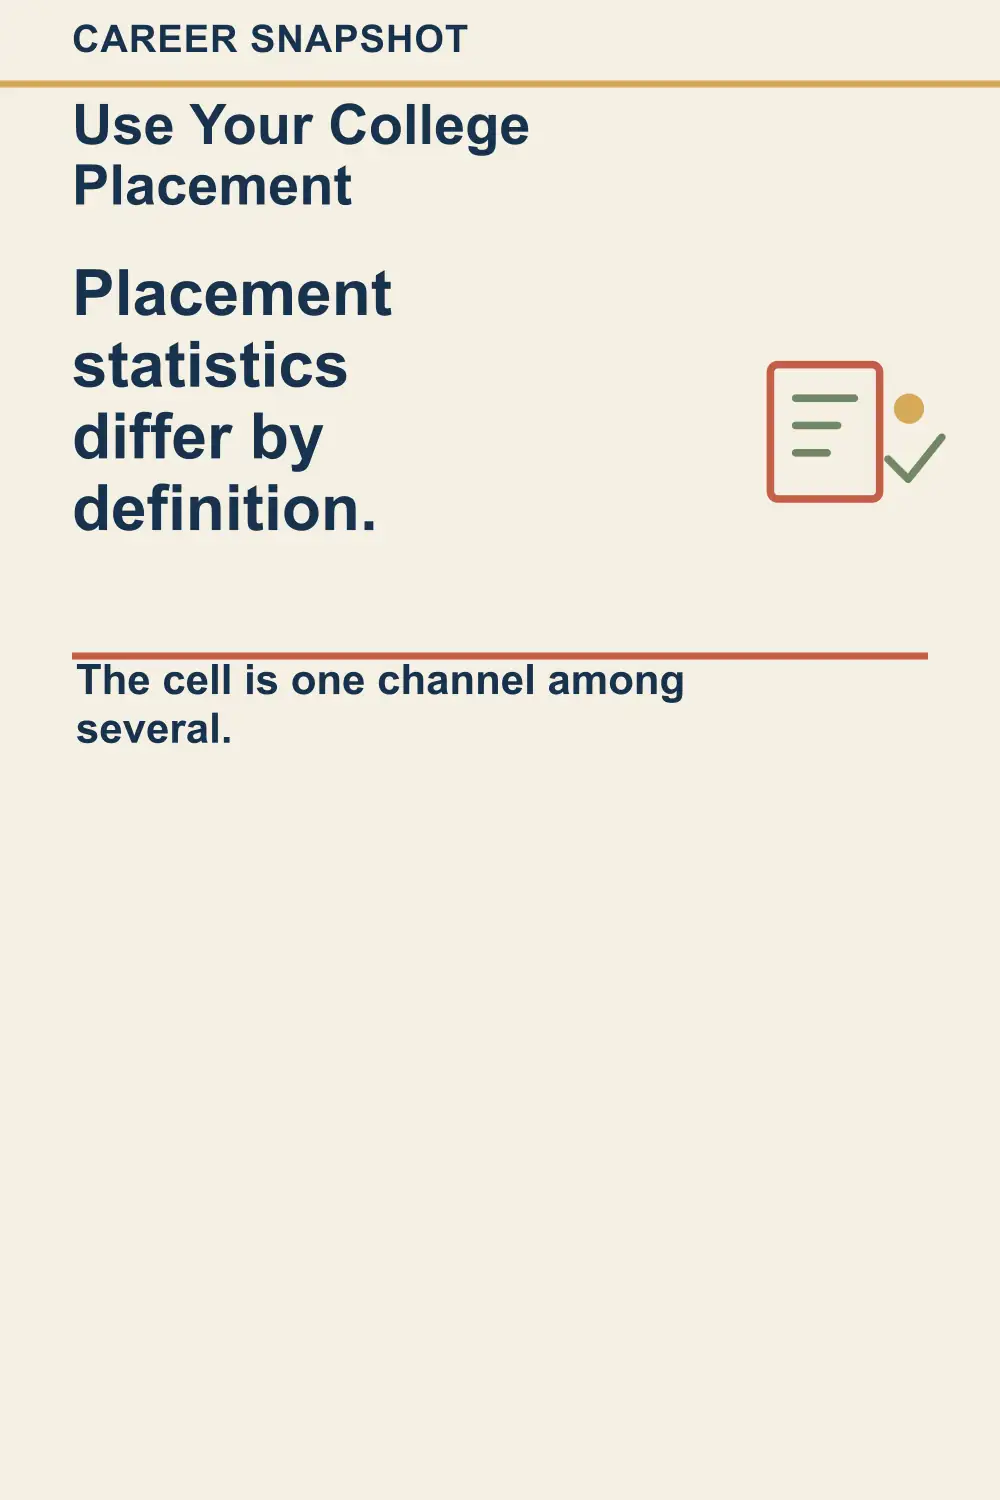 CAREER SNAPSHOT
Use Your College
Placement
Placement
statistics
differ by
definition.
The cell is one channel among
several.